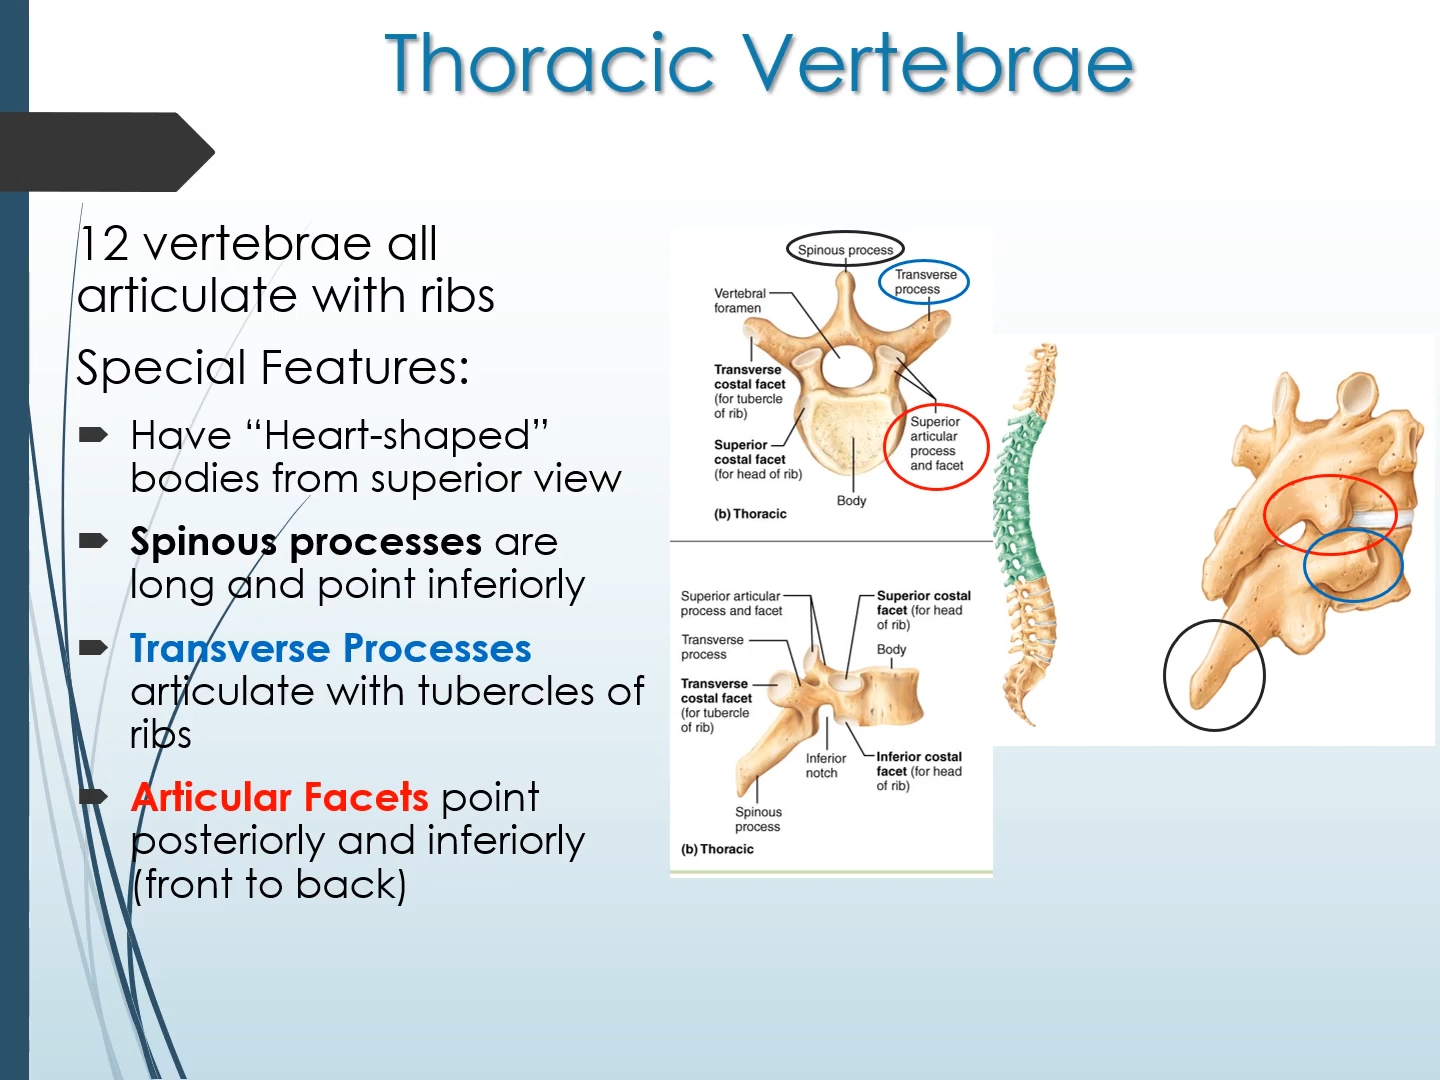 Thoracic Vertebrae
12 vertebrae all
articulate with ribs
Special Features:
Have “Heart-shaped”
bodies from superior view
Spinous processes are
long and point inferiorly
Transverse Processes
articulate with tubercles of
ribs
Articular Facets point
posteriorly and inferiorly
(front to back)
Spinous process
Transverse
process
Vertebral
foramen
Transverse
costal facet
(for tubercle
of rib)
Superior
costal facet
(for head of rib)
Superior
articular
process
and facet
Body
(b) Thoracic
Superior articular
process and facet
Transverse
process
Transverse
costal facet
(for tubercle
of rib)
Superior costal
facet (for head
of rib)
Body
Inferior
notch
Inferior costal
facet (for head
of rib)
Spinous
process
(b) Thoracic